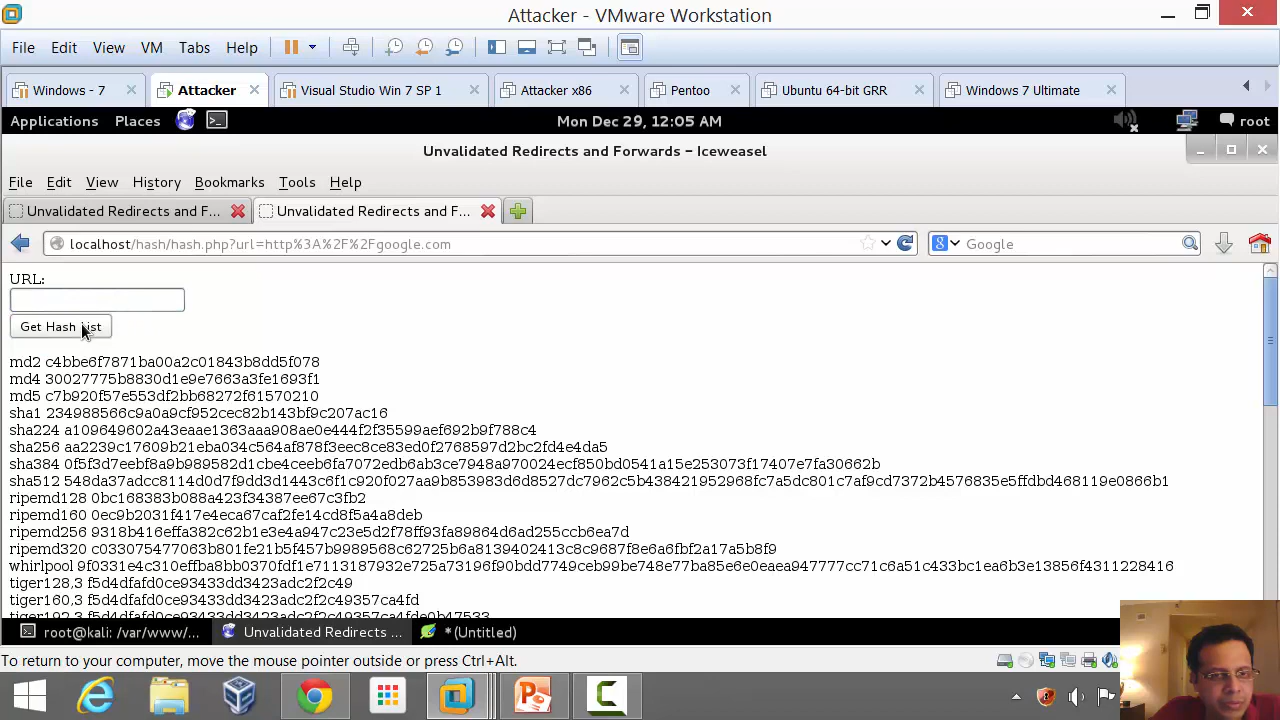 Attacker - VMware Workstation
File Edit View VM Tabs Help
Windows - 7 Attacker Visual Studio Win 7 SP 1 Attacker x86 Pentoo Ubuntu 64-bit GRR Windows 7 Ultimate
Applications Places Mon Dec 29, 12:05 AM root
Unvalidated Redirects and Forwards - Iceweasel
File Edit View History Bookmarks Tools Help
Unvalidated Redirects and F... Unvalidated Redirects and F...
localhost/hash/hash.php?url=http%3A%2F%2Fgoogle.com Google
URL:
Get Hash List
md2 c4bbe6f7871ba00a2c01843b8dd5f078
md4 30027775b8830d1e9e7663a3fe1693f1
md5 c7b920f57e553df2bb68272f61570210
sha1 234988566c9a0a9cf952cec82b143bf9c207ac16
sha224 a109649602a43eaae1363aaa908ae0e444f2f35599aef692b9f788c4
sha256 aa2239c17609b21eba034c564af878f3eec8ce83ed0f2768597d2bc2fd4e4da5
sha384 0f5f3d7eebf8a9b989582d1cbe4ceeb6fa7072edb6ab3ce7948a970024ecf850bd0541a15e253073f17407e7fa30662b
sha512 548da37adcc8114d0d7f9dd3d1443c6f1c920f027aa9b853983d6d8527dc7962c5b438421952968fc7a5dc801c7af9cd7372b4576835e5ffdbd468119e0866b1
ripemd128 0bc168383b088a423f34387ee67c3fb2
ripemd160 0ec9b2031f417e4eca67caf2fe14cd8f5a4a8deb
ripemd256 9318b416effa382c62b1e3e4a947c23e5d2f78ff93fa89864d6ad255ccb6ea7d
ripemd320 c033075477063b801fe21b5f457b9989568c62725b6a8139402413c8c9687f8e6a6fbf2a17a5b8f9
whirlpool 9f0331e4c310effba8bb0370fdf1e7113187932e725a73196f90bdd7749ceb99be748e77ba85e6e0eaea947777cc71c6a51c433bc1ea6b3e13856f4311228416
tiger128,3 f5d4dfafd0ce93433dd3423adc2f2c49
tiger160,3 f5d4dfafd0ce93433dd3423adc2f2c49357ca4fd
tiger192,3 f5d4dfafd0ce93433dd3423adc2f2c49357ca4fde0b47533
root@kali: /var/www/... Unvalidated Redirects ... *(Untitled)
To return to your computer, move the mouse pointer outside or press Ctrl+Alt.